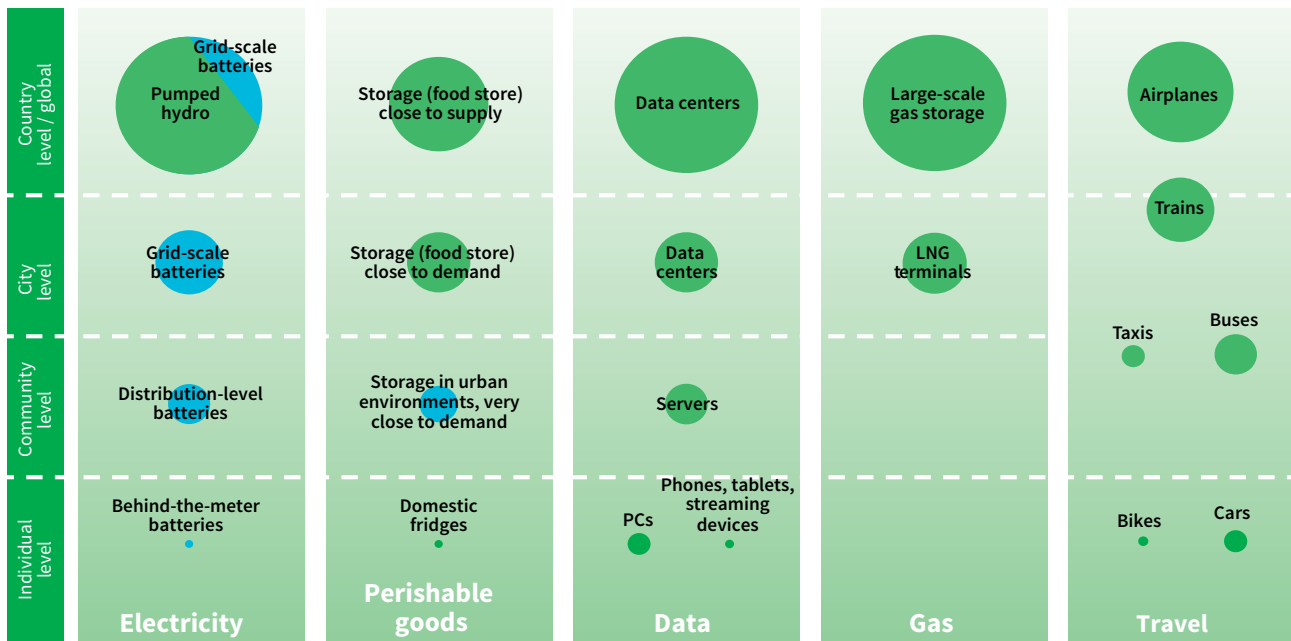 Country
level / global
Grid-scale
batteries
Pumped
hydro
Storage (food store)
close to supply
Data centers
Large-scale
gas storage
Airplanes
Trains
City
level
Grid-scale
batteries
Storage (food store)
close to demand
Data
centers
LNG
terminals
Taxis
Buses
Community
level
Distribution-level
batteries
Storage in urban
environments, very
close to demand
Servers
Individual
level
Behind-the-meter
batteries
Domestic
fridges
PCs
Phones, tablets,
streaming
devices
Bikes
Cars
Electricity
Perishable
goods
Data
Gas
Travel